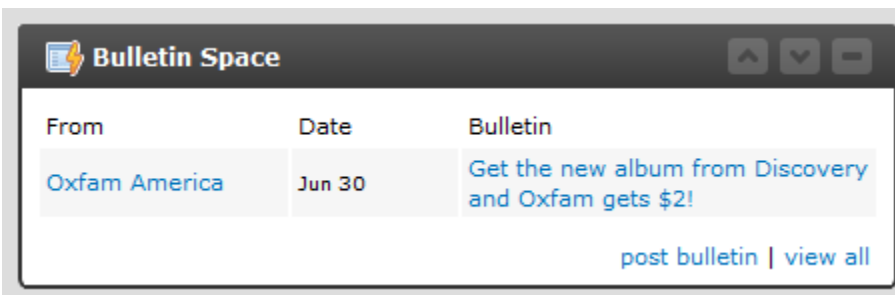 Bulletin Space
From Date Bulletin
Oxfam America Jun 30 Get the new album from Discovery
and Oxfam gets $2!
post bulletin | view all